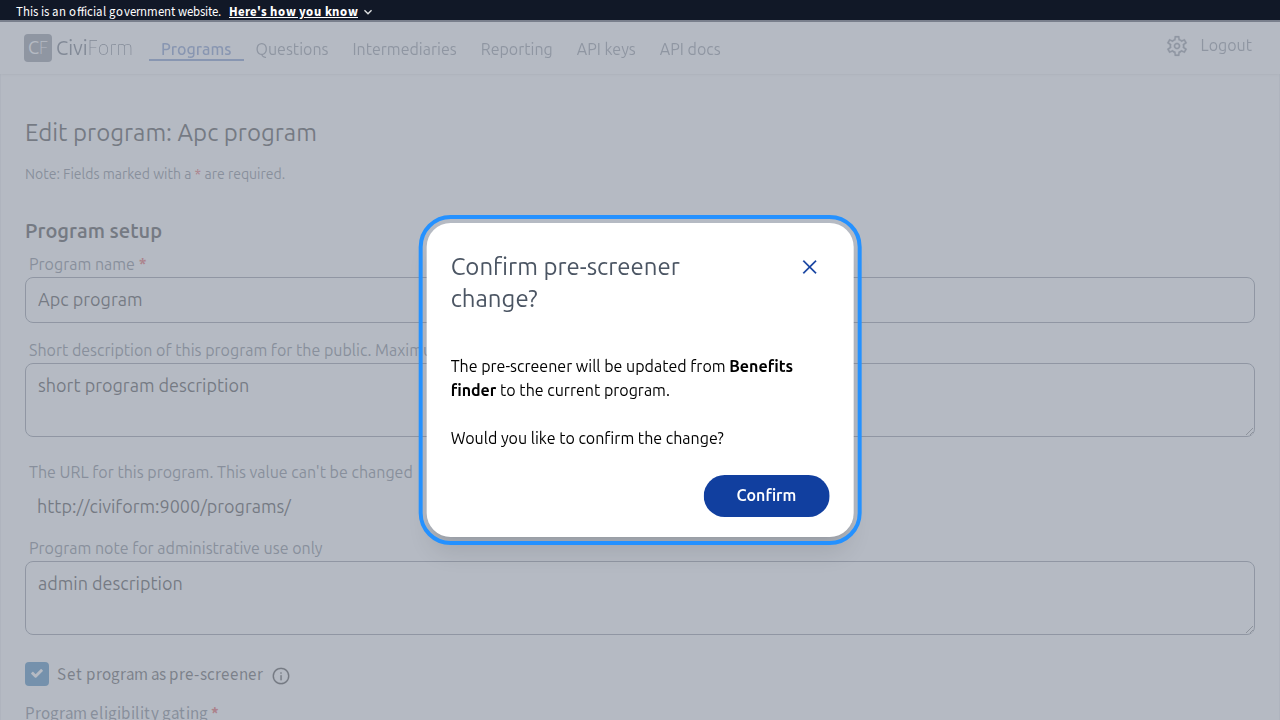 This is an official government website. Here's how you know
CF CiviForm Programs Questions Intermediaries Reporting API keys API docs Logout
Edit program: Apc program
Note: Fields marked with a * are required.
Program setup
Program name *
Apc program
Short description of this program for the public. Maximu
short program description
The URL for this program. This value can't be changed
http://civiform:9000/programs/
Program note for administrative use only
admin description
Set program as pre-screener
Program eligibility gating *
Confirm pre-screener
change?
The pre-screener will be updated from Benefits
finder to the current program.
Would you like to confirm the change?
Confirm